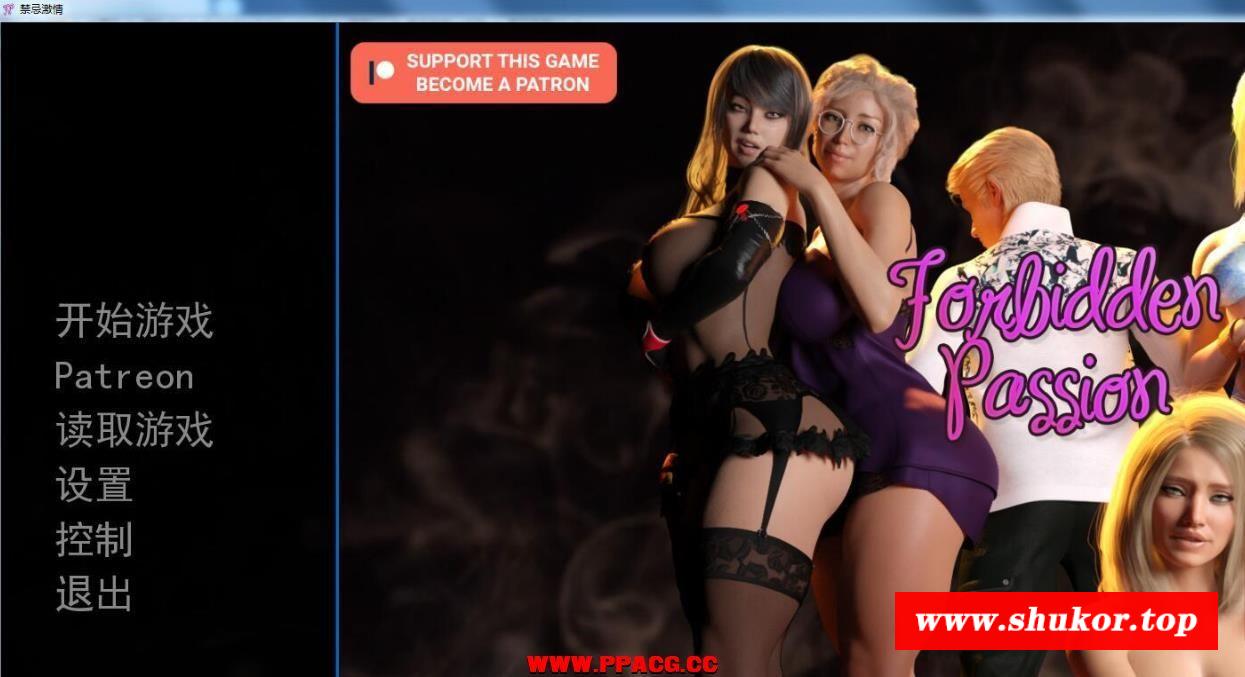 禁忌激情
SUPPORT THIS GAME
BECOME A PATRON
开始游戏
Patreon
读取游戏
设置
控制
退出
Forbidden
Passion
www.shukor.top
WWW.PPACG.CC